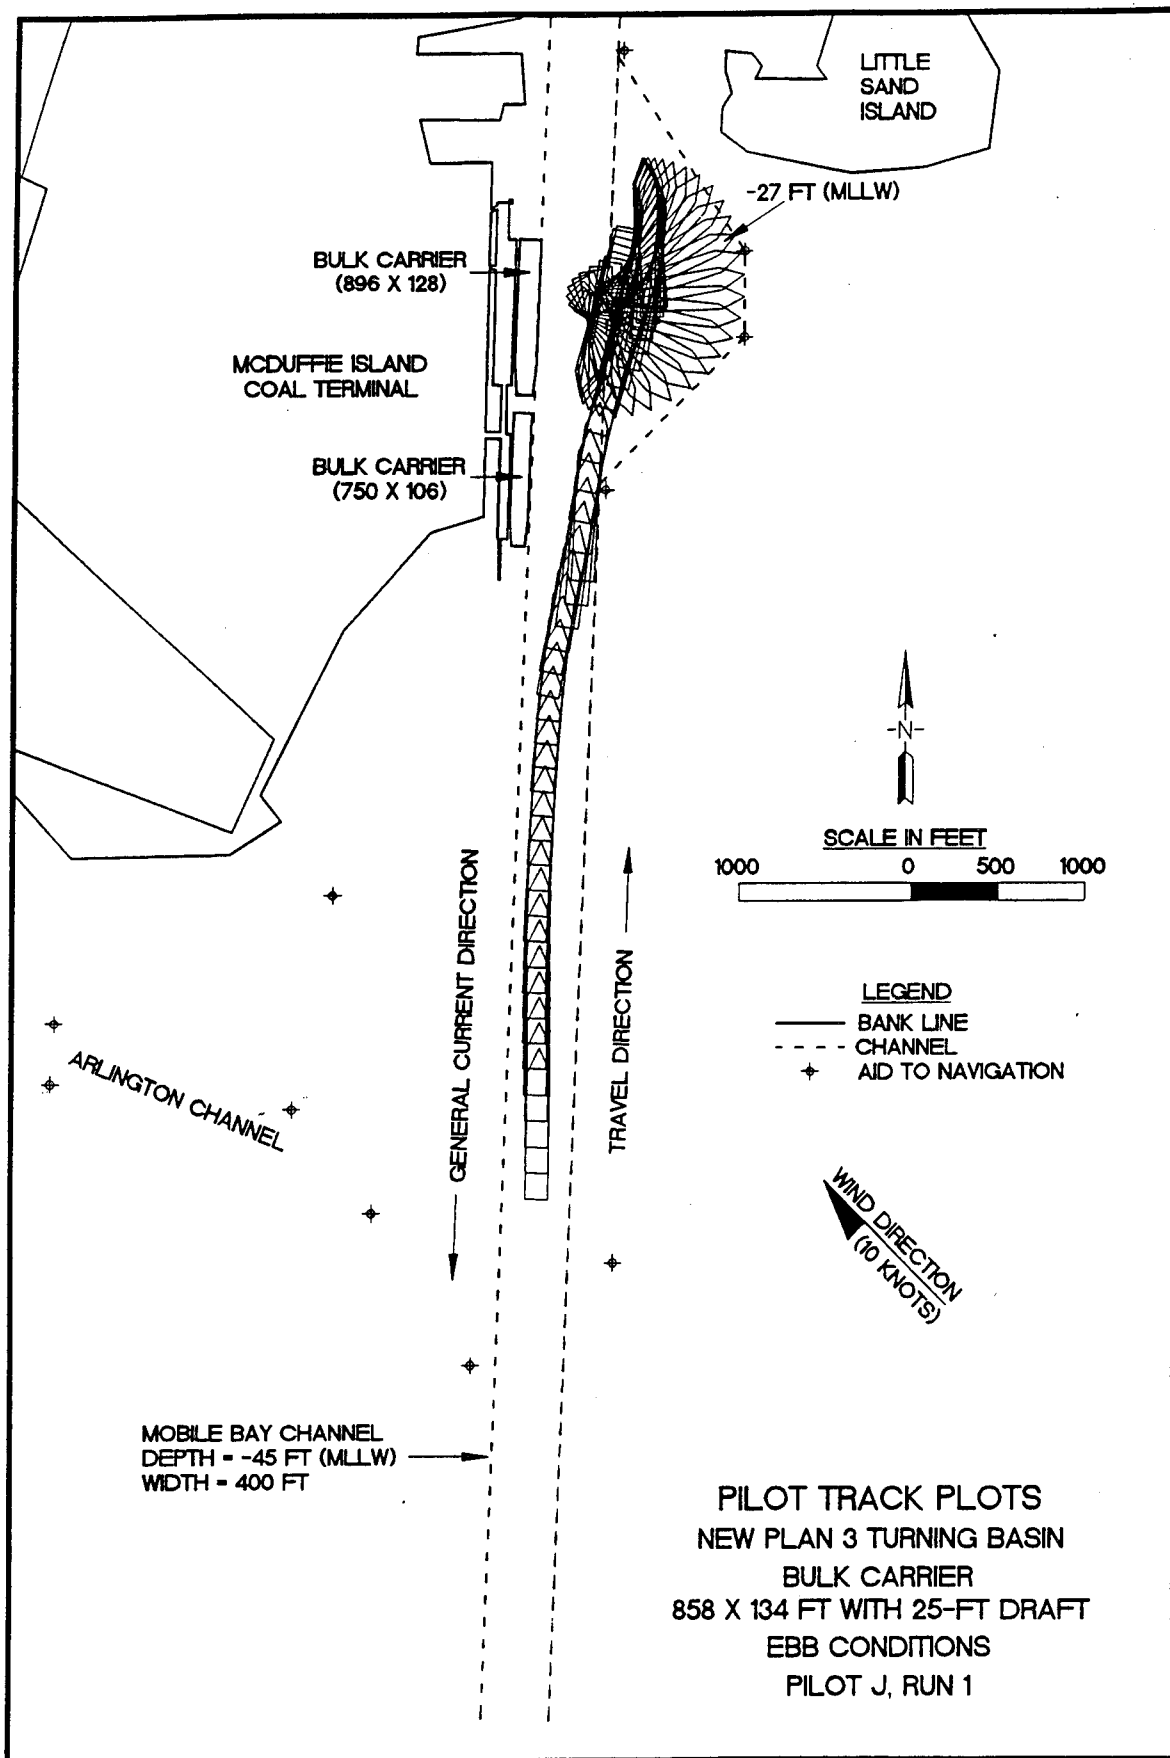 LITTLE
SAND
ISLAND
-27 FT (MLLW)
BULK CARRIER
(896 X 128)
MCDUFFIE ISLAND
COAL TERMINAL
BULK CARRIER
(750 X 106)
-N-
SCALE IN FEET
1000 0 500 1000
GENERAL CURRENT DIRECTION
TRAVEL DIRECTION
LEGEND
BANK LINE
CHANNEL
AID TO NAVIGATION
ARLINGTON CHANNEL
WIND DIRECTION
(10 KNOTS)
MOBILE BAY CHANNEL
DEPTH = -45 FT (MLLW)
WIDTH = 400 FT
PILOT TRACK PLOTS
NEW PLAN 3 TURNING BASIN
BULK CARRIER
858 X 134 FT WITH 25-FT DRAFT
EBB CONDITIONS
PILOT J, RUN 1